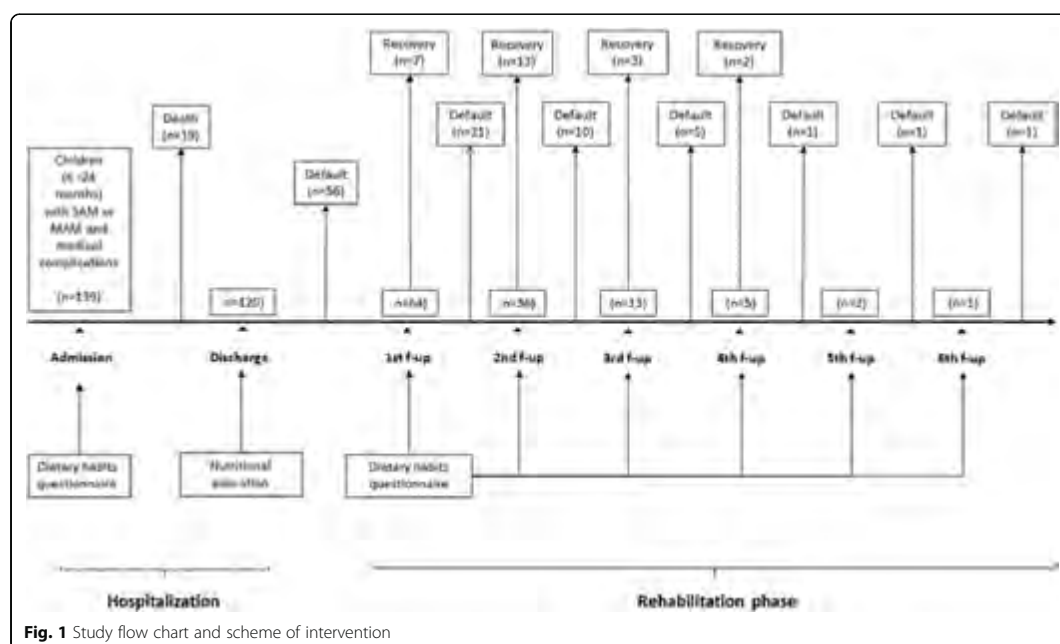 Recovery
(n=7)
Recovery
(n=13)
Recovery
(n=3)
Recovery
(n=2)
Death
(n=19)
Default
(n=21)
Default
(n=10)
Default
(n=5)
Default
(n=1)
Default
(n=1)
Default
(n=1)
Children
months)
with SAM or
MAM and
medical
complications
(n=139)
Default
(n=56)
n=120)
n=64)
n=36)
(n=13)
(n=5)
(n=2)
(n=1)
Admission
Discharge
1st f-up
2nd f-up
3rd f-up
4th f-up
5th f-up
6th f-up
Dietary habits
questionnaire
Nutritional
education
Dietary habits
questionnaire
Hospitalization
Rehabilitation phase
Fig. 1 Study flow chart and scheme of intervention